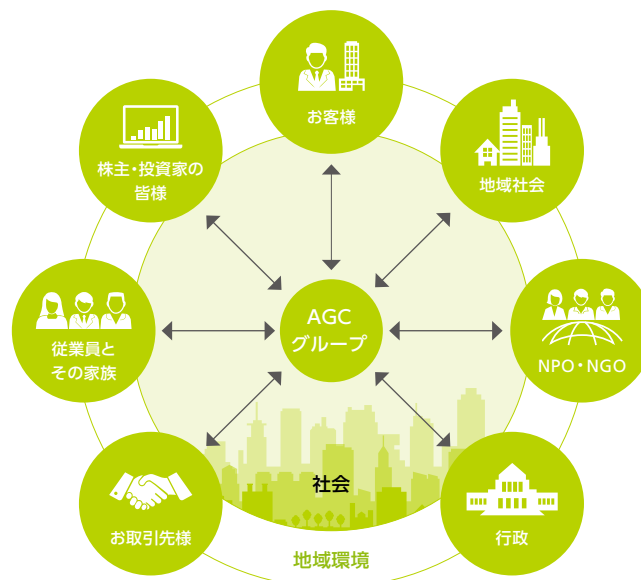 お客様
株主・投資家の
皆様
地域社会
AGC
グループ
従業員と
その家族
NPO・NGO
社会
お取引先様
行政
地域環境